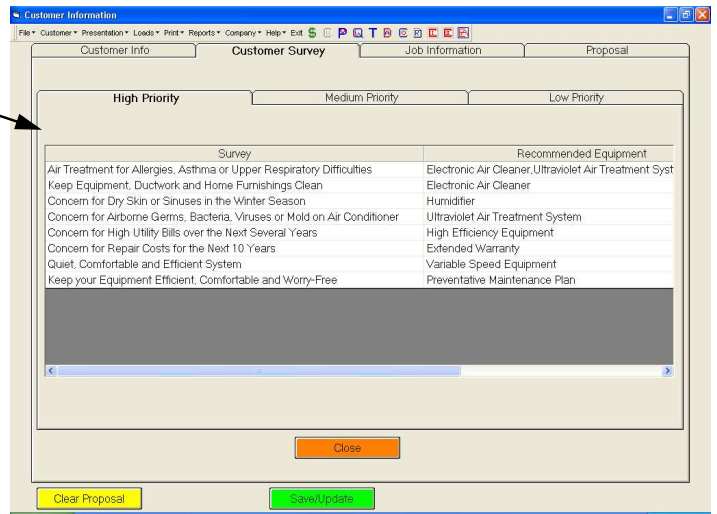 Customer Information
File Customer Presentation Loads Print Reports Company Help Exit $ P Q T
Customer Info Customer Survey Job Information Proposal
High Priority Medium Priority Low Priority
Survey Recommended Equipment
Air Treatment for Allergies, Asthma or Upper Respiratory Difficulties Electronic Air Cleaner,Ultraviolet Air Treatment Syst
Keep Equipment, Ductwork and Home Furnishings Clean Electronic Air Cleaner
Concern for Dry Skin or Sinuses in the Winter Season Humidifier
Concern for Airborne Germs, Bacteria, Viruses or Mold on Air Conditioner Ultraviolet Air Treatment System
Concern for High Utility Bills over the Next Several Years High Efficiency Equipment
Concern for Repair Costs for the Next 10 Years Extended Warranty
Quiet, Comfortable and Efficient System Variable Speed Equipment
Keep your Equipment Efficient, Comfortable and Worry-Free Preventative Maintenance Plan
Close
Clear Proposal Save/Update